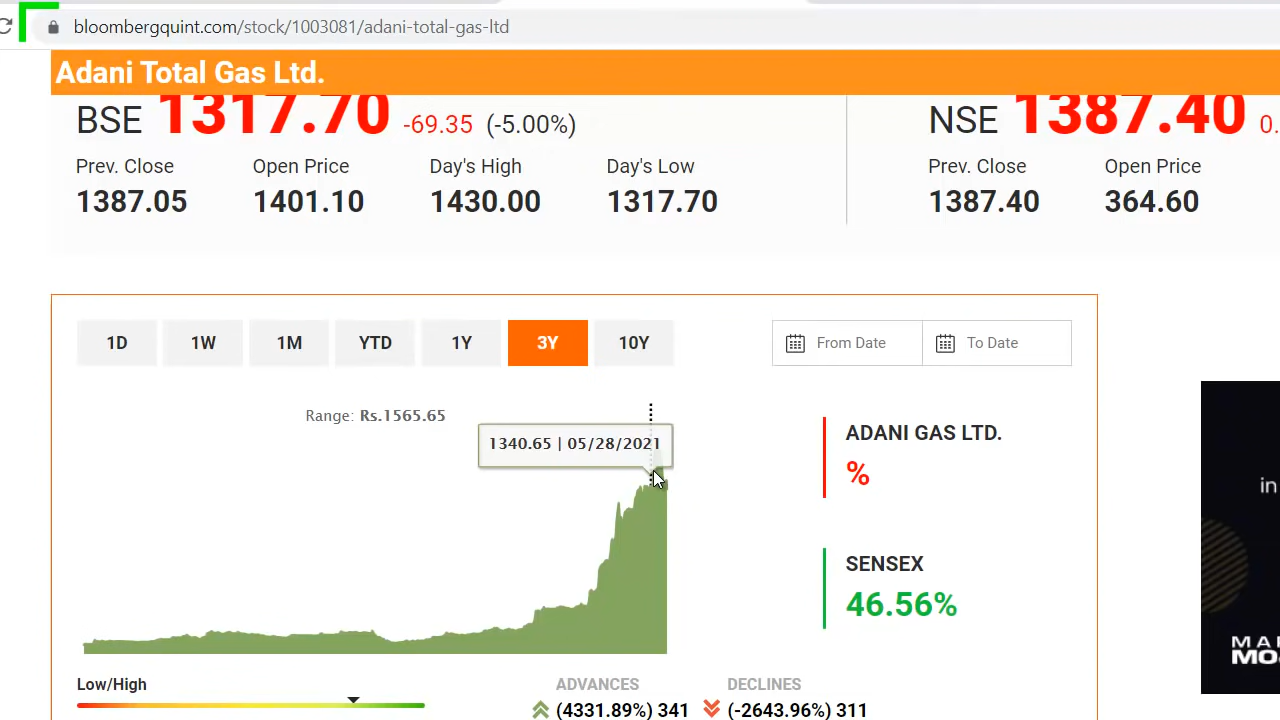 bloombergquint.com/stock/1003081/adani-total-gas-ltd
Adani Total Gas Ltd.
BSE 1317.70 -69.35 (-5.00%)
NSE 1387.40 0.
Prev. Close Open Price Day's High Day's Low
1387.05 1401.10 1430.00 1317.70
Prev. Close Open Price
1387.40 364.60
1D 1W 1M YTD 1Y 3Y 10Y
From Date To Date
Range: Rs.1565.65
1340.65 | 05/28/2021
ADANI GAS LTD.
%
SENSEX
46.56%
in
Low/High
ADVANCES DECLINES
(4331.89%) 341 (-2643.96%) 311